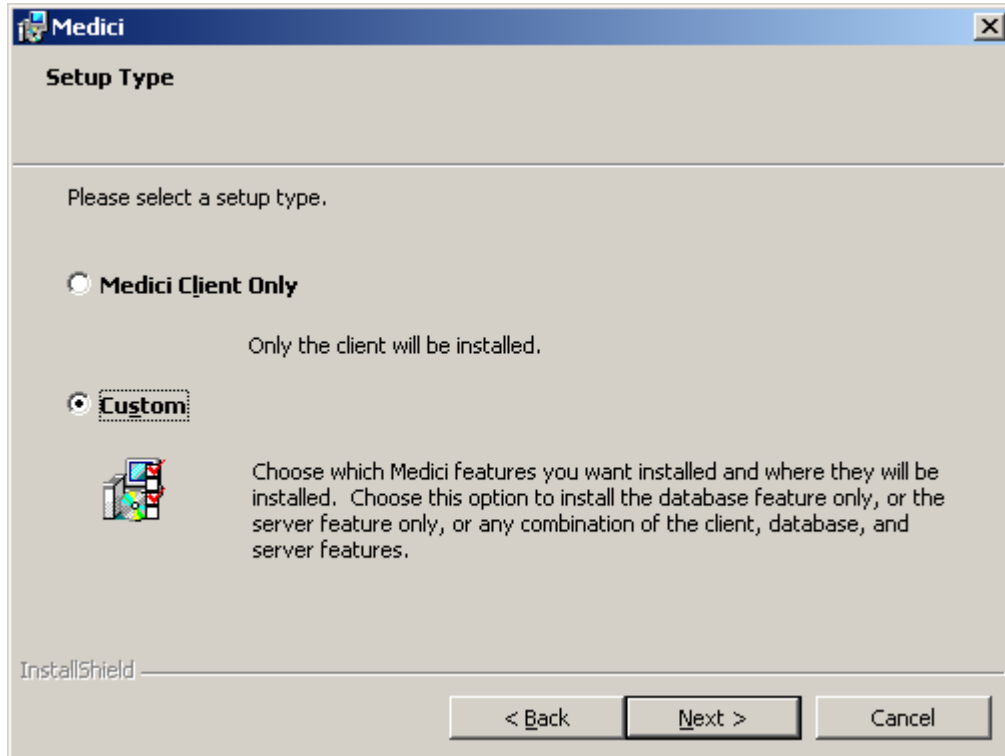 Medici
Setup Type
Please select a setup type.
Medici Client Only
Only the client will be installed.
Custom
Choose which Medici features you want installed and where they will be
installed.  Choose this option to install the database feature only, or the
server feature only, or any combination of the client, database, and
server features.
InstallShield
< Back
Next >
Cancel